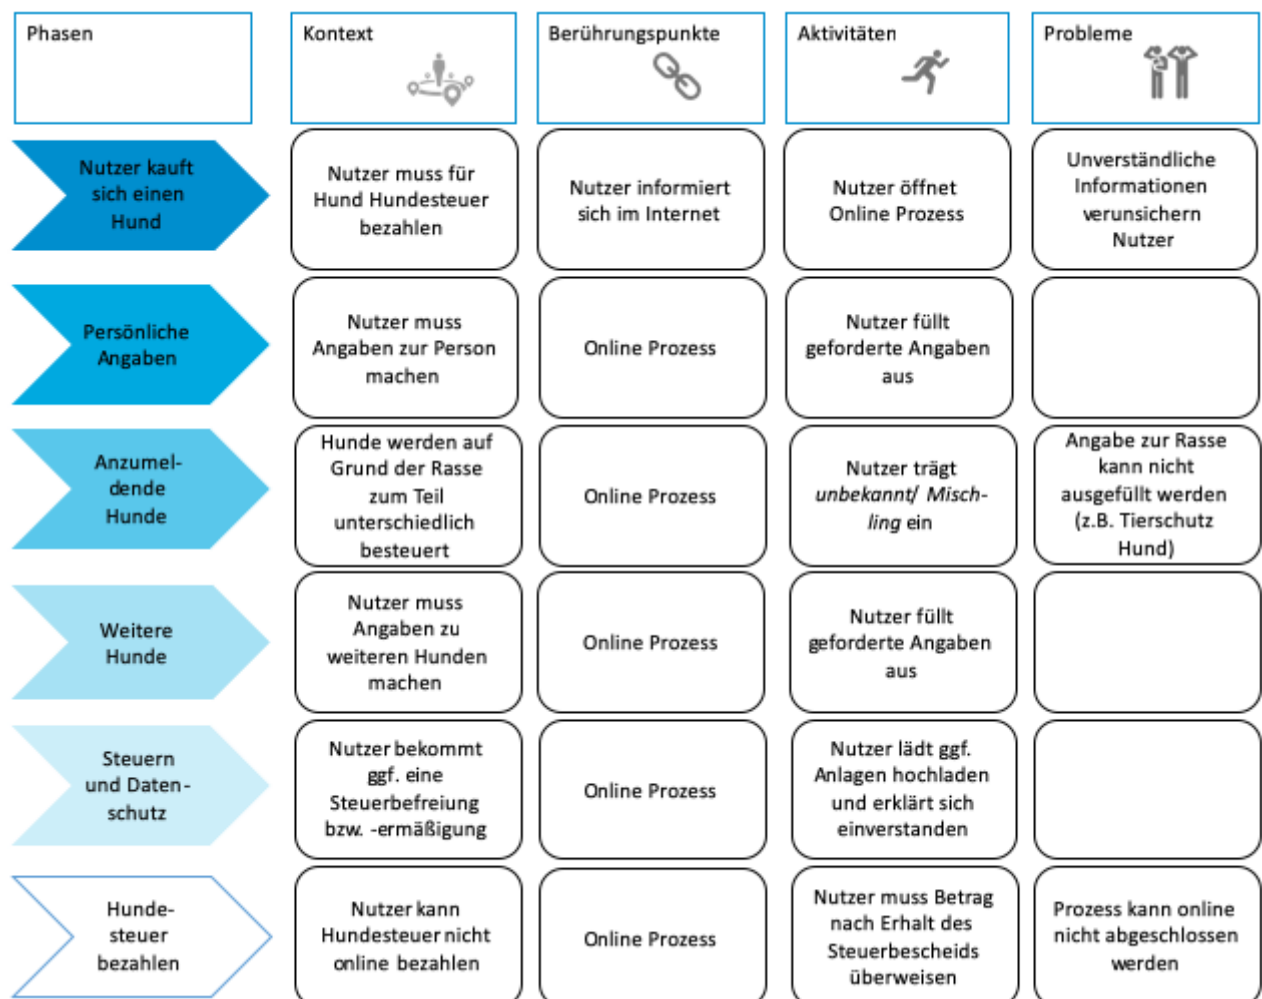 Phasen
Kontext
Berührungspunkte
Aktivitäten
Probleme
Nutzer kauft
sich einen
Hund
Nutzer muss für
Hund Hundesteuer
bezahlen
Nutzer informiert
sich im Internet
Nutzer öffnet
Online Prozess
Unverständliche
Informationen
verunsichern
Nutzer
Persönliche
Angaben
Nutzer muss
Angaben zur Person
machen
Online Prozess
Nutzer füllt
geforderte Angaben
aus
Anzumel-
dende
Hunde
Hunde werden auf
Grund der Rasse
zum Teil
unterschiedlich
besteuert
Online Prozess
Nutzer trägt
unbekannt/ Misch-
ling ein
Angabe zur Rasse
kann nicht
ausgefüllt werden
(z.B. Tierschutz
Hund)
Weitere
Hunde
Nutzer muss
Angaben zu
weiteren Hunden
machen
Online Prozess
Nutzer füllt
geforderte Angaben
aus
Steuern
und Daten-
schutz
Nutzer bekommt
ggf. eine
Steuerbefreiung
bzw. -ermäßigung
Online Prozess
Nutzer lädt ggf.
Anlagen hochladen
und erklärt sich
einverstanden
Hunde-
steuer
bezahlen
Nutzer kann
Hundesteuer nicht
online bezahlen
Online Prozess
Nutzer muss Betrag
nach Erhalt des
Steuerbescheids
überweisen
Prozess kann online
nicht abgeschlossen
werden